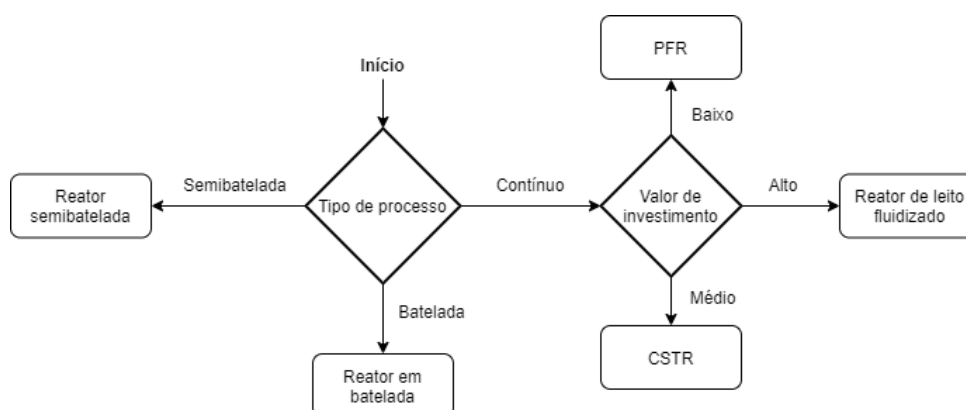 PFR
Início
Baixo
Semibatelada
Contínuo
Alto
Reator
semibatelada
Tipo de processo
Valor de
investimento
Reator de leito
fluidizado
Batelada
Médio
Reator em
batelada
CSTR